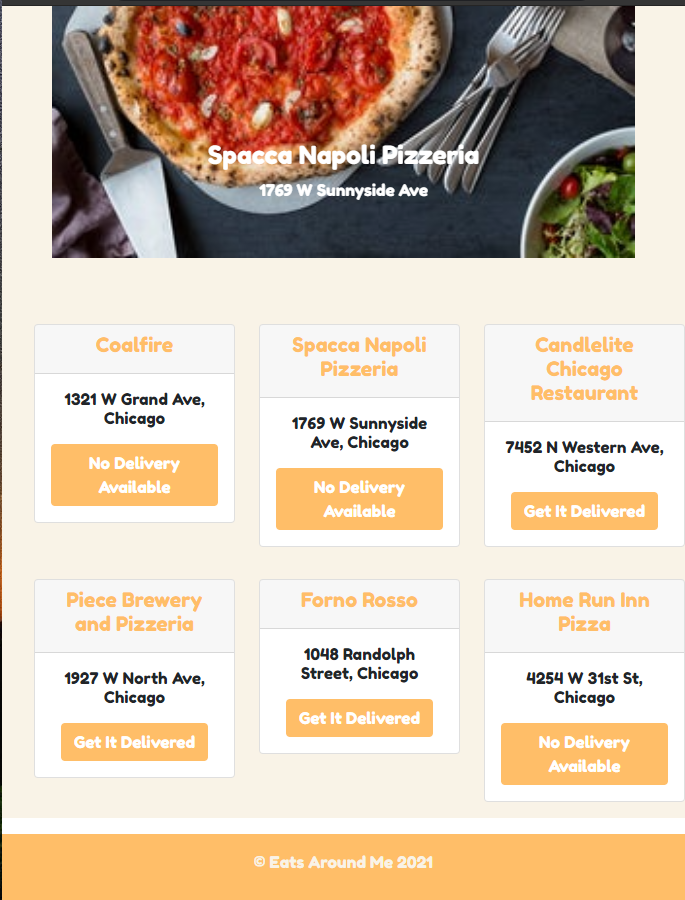 Spacca Napoli Pizzeria
1769 W Sunnyside Ave
Coalfire
1321 W Grand Ave,
Chicago
No Delivery
Available
Spacca Napoli
Pizzeria
1769 W Sunnyside
Ave, Chicago
No Delivery
Available
Candlelite
Chicago
Restaurant
7452 N Western Ave,
Chicago
Get It Delivered
Piece Brewery
and Pizzeria
1927 W North Ave,
Chicago
Get It Delivered
Forno Rosso
1048 Randolph
Street, Chicago
Get It Delivered
Home Run Inn
Pizza
4254 W 31st St,
Chicago
No Delivery
Available
© Eats Around Me 2021